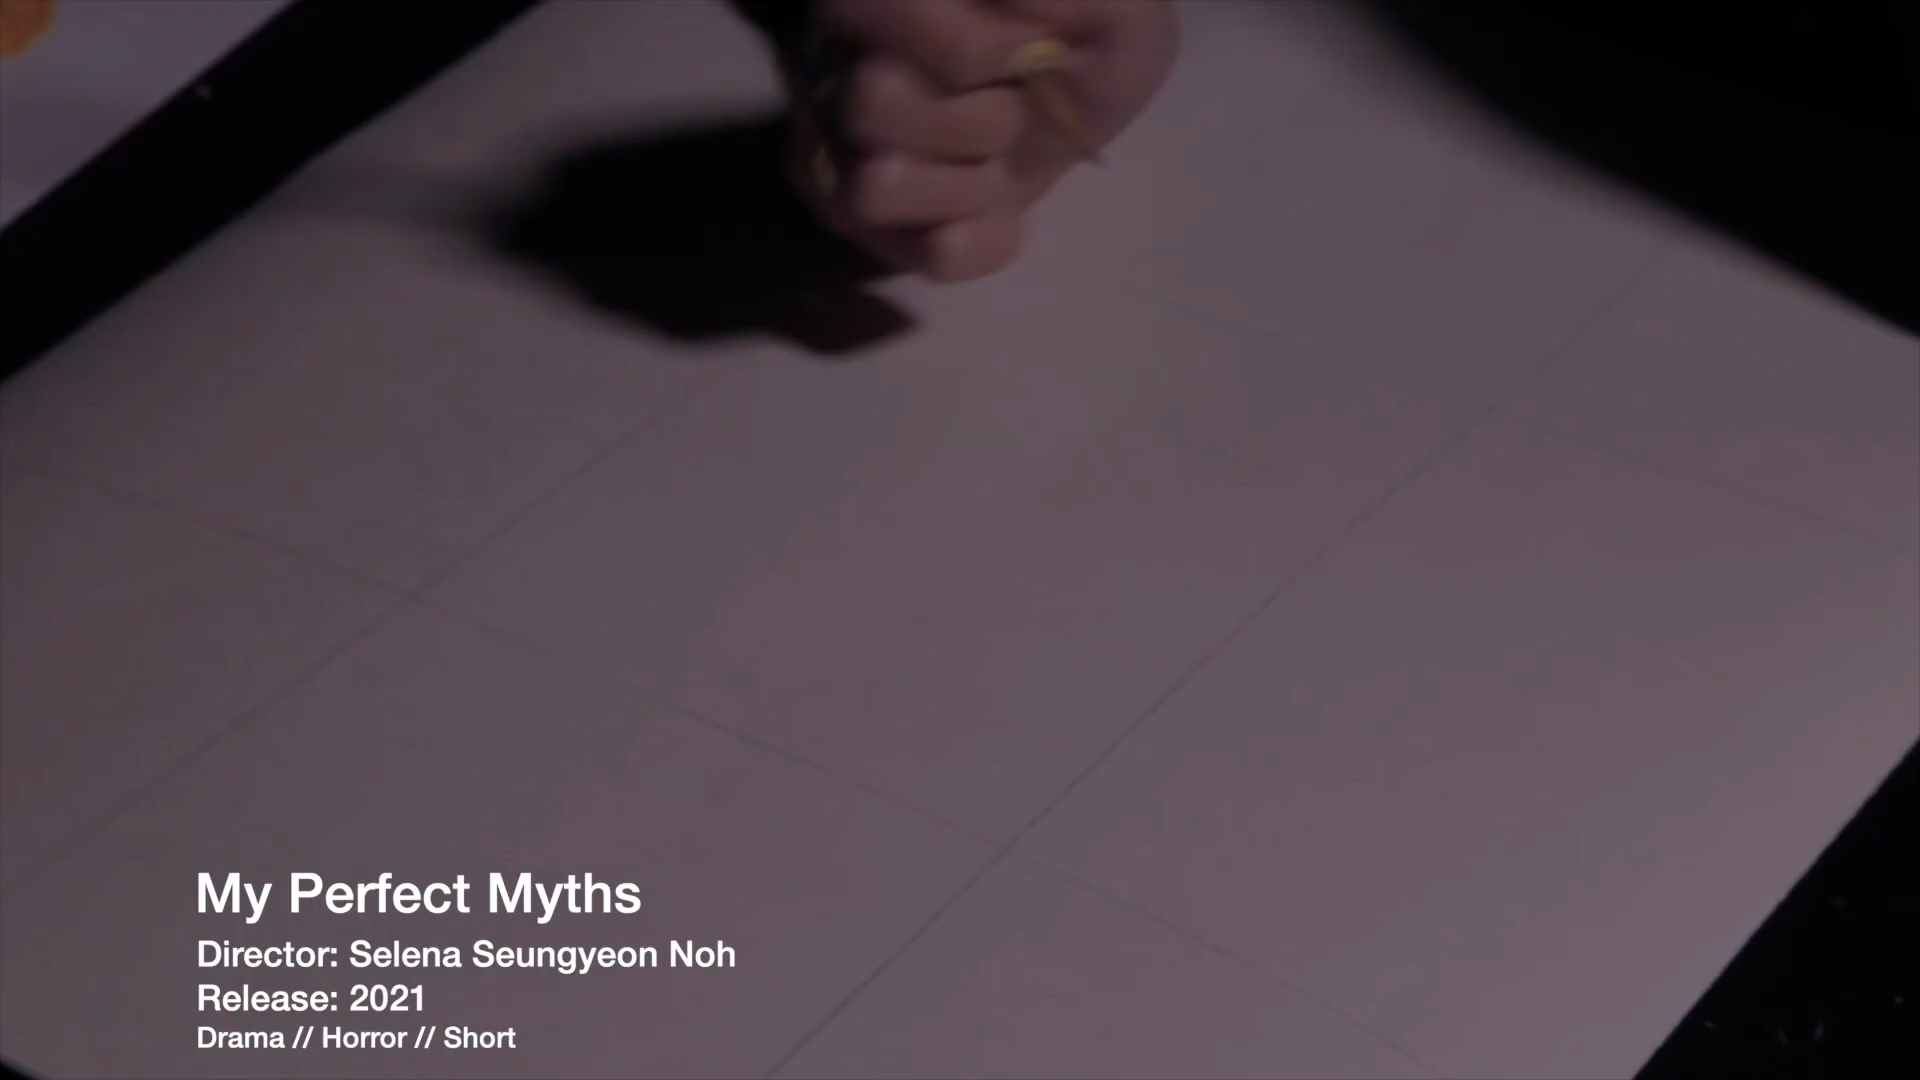 My Perfect Myths
Director: Selena Seungyeon Noh
Release: 2021
Drama // Horror // Short